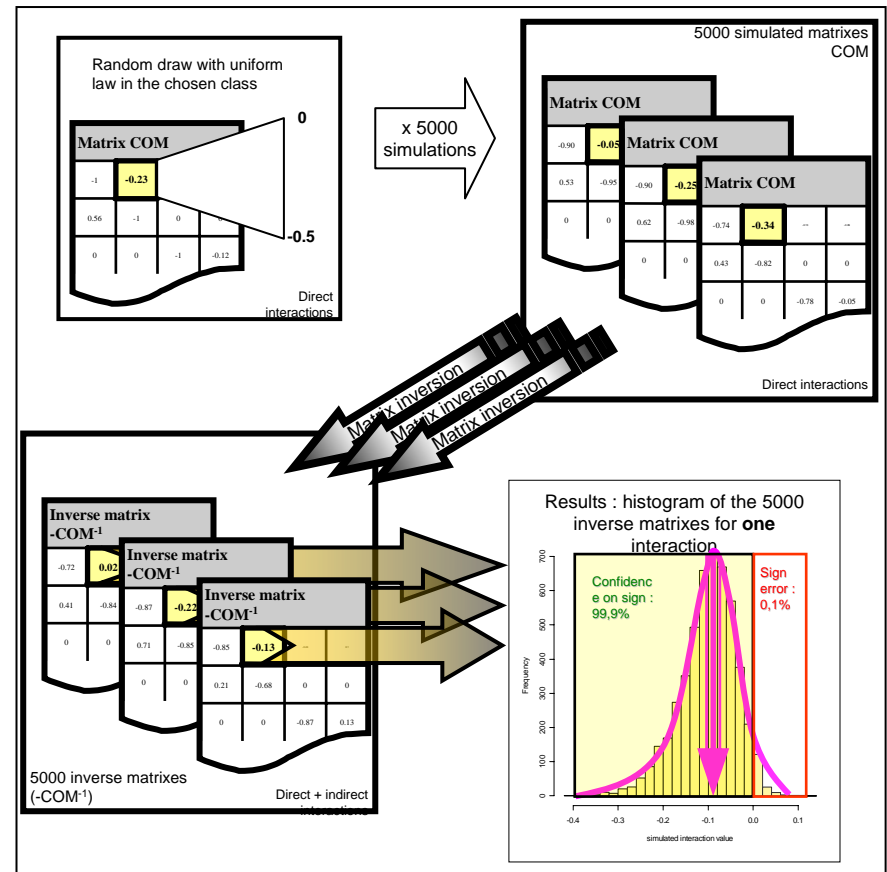 Random draw with uniform
law in the chosen class
0
Matrix COM
-1 -0.23
0.56 -1 0
0 0 -1 -0.12
-0.5
Direct
interactions
x 5000
simulations
5000 simulated matrixes
COM
Matrix COM
-0.90 -0.05
0.53 -0.95
0 0
Matrix COM
-0.90 -0.25
0.62 -0.98
0 0
Matrix COM
-0.74 -0.34 -- --
0.43 -0.82 0 0
0 0 -0.78 -0.05
Direct interactions
Matrix inversion
Matrix inversion
Matrix inversion
Inverse matrix
-COM-1
-0.72 0.02
0.41 -0.84
0 0
Inverse matrix
-COM-1
-0.87 -0.22
0.71 -0.85
0 0
Inverse matrix
-COM-1
-0.85 -0.13 -- -
0.21 -0.68 0 0
0 0 -0.87 0.13
5000 inverse matrixes
(-COM-1)
Direct + indirect
interactions
Results : histogram of the 5000
inverse matrixes for one
interaction
Confidenc
e on sign :
99,9%
Sign
error :
0,1%
Frequency
700
600
500
400
300
200
100
0
-0.4 -0.3 -0.2 -0.1 0.0 0.1
simulated interaction value